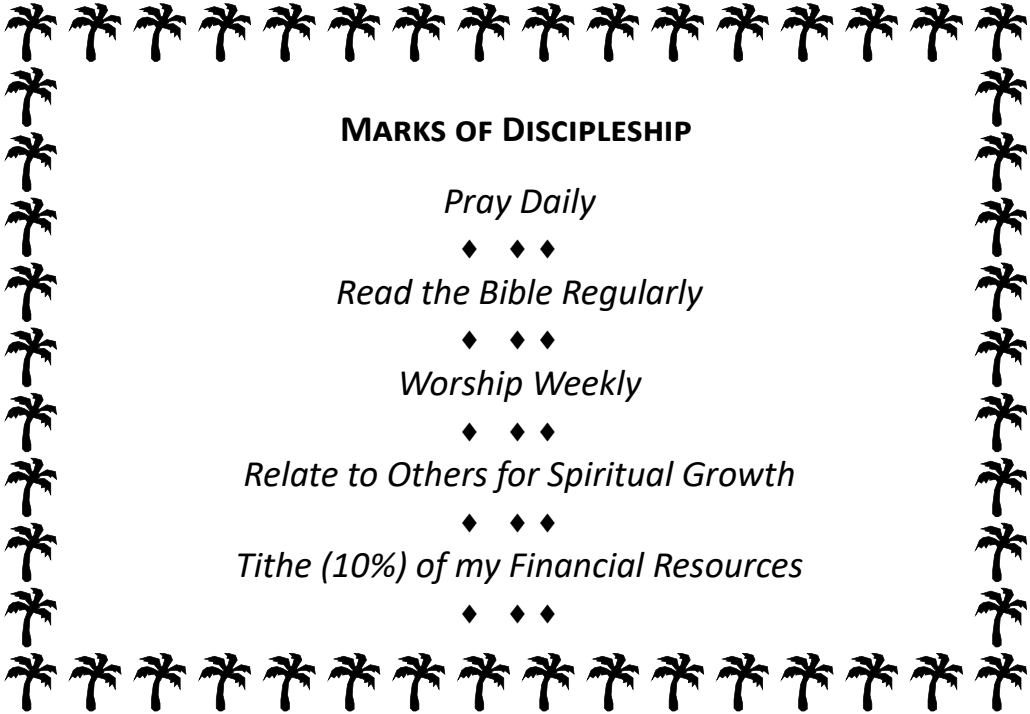 Marks of Discipleship
Pray Daily
♦ ♦ ♦
Read the Bible Regularly
♦ ♦ ♦
Worship Weekly
♦ ♦ ♦
Relate to Others for Spiritual Growth
♦ ♦ ♦
Tithe (10%) of my Financial Resources
♦ ♦ ♦